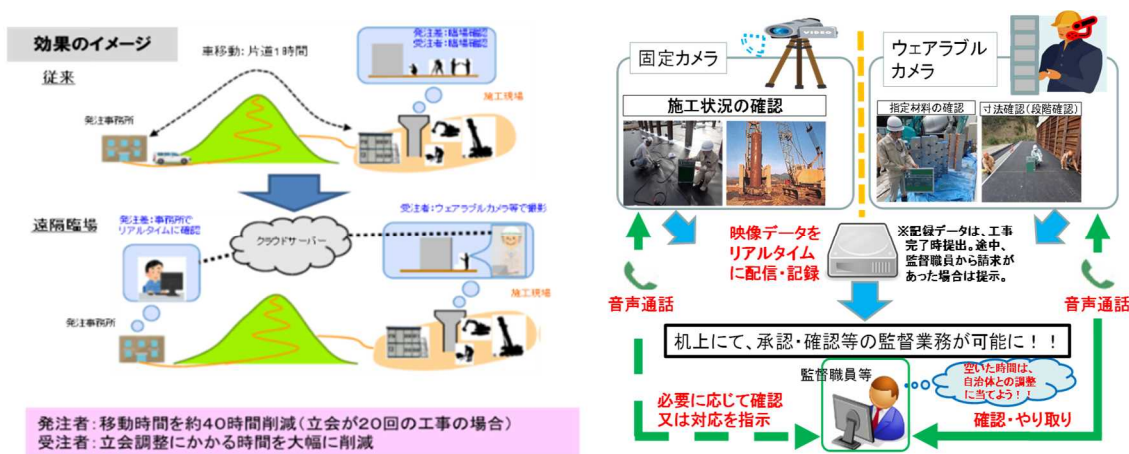 効果のイメージ
従来
車移動：片道1時間
発注差：臨場確認
受注者：臨場確認
施工現場
発注事務所
遠隔臨場
発注差：事務所で
リアルタイムに確認
クラウドサーバー
受注者：ウェアラブルカメラ等で撮影
施工現場
発注事務所
発注者：移動時間を約40時間削減（立会が20回の工事の場合）
受注者：立会調整にかかる時間を大幅に削減
固定カメラ
VIDEO
施工状況の確認
ウェアラブル
カメラ
指定材料の確認
寸法確認（段階確認）
映像データを
リアルタイム
に配信・記録
※記録データは、工事
完了時提出。途中、
監督職員から請求が
あった場合は提示。
音声通話
音声通話
机上にて、承認・確認等の監督業務が可能に！！
監督職員等
空いた時間は、
自治体との調整
に当てよう！！
必要に応じて確認
又は対応を指示
確認・やり取り